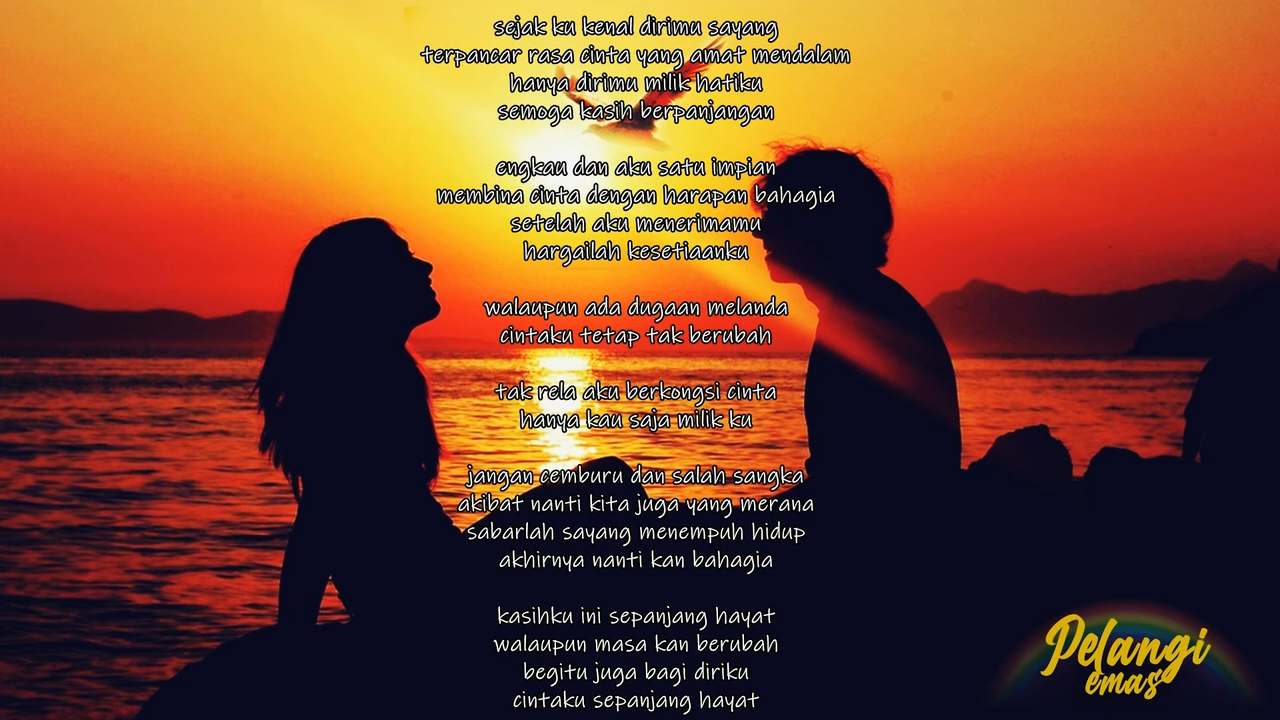 sejak ku kenal dirimu sayang
terpancar rasa cinta yang amat mendalam
hanya dirimu milik hatiku
semoga kasih berpanjangan
engkau dan aku satu impian
membina cinta dengan harapan bahagia
setelah aku menerimamu
hargailah kesetiaanku
walaupun ada dugaan melanda
cintaku tetap tak berubah
tak rela aku berkongsi cinta
hanya kau saja milik ku
jangan cemburu dan salah sangka
akibat nanti kita juga yang merana
sabarlah sayang menempuh hidup
akhirnya nanti kan bahagia
kasihku ini sepanjang hayat
walaupun masa kan berubah
begitu juga bagi diriku
cintaku sepanjang hayat
Pelangi
emas